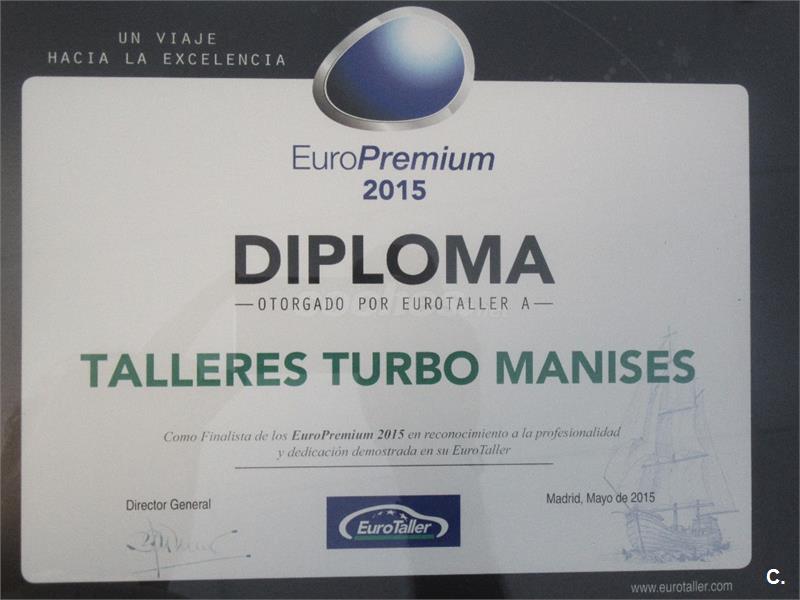 UN VIAJE
HACIA LA EXCELENCIA
EuroPremium
2015
DIPLOMA
—OTORGADO POR EUROTALLER A—
TALLERES TURBO MANISES
Como Finalista de los EuroPremium 2015 en reconocimiento a la profesionalidad
y dedicación demostrada en su EuroTaller
Director General
Madrid, Mayo de 2015
EuroTaller
www.eurotaller.com
C.